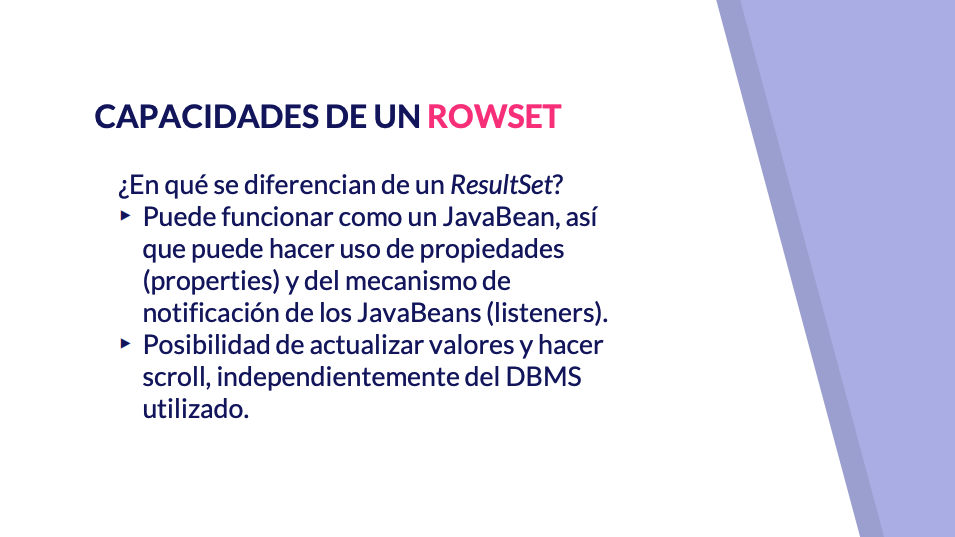 CAPACIDADES DE UN ROWSET
¿En qué se diferencian de un ResultSet?
‣ Puede funcionar como un JavaBean, así
que puede hacer uso de propiedades
(properties) y del mecanismo de
notificación de los JavaBeans (listeners).
‣ Posibilidad de actualizar valores y hacer
scroll, independientemente del DBMS
utilizado.